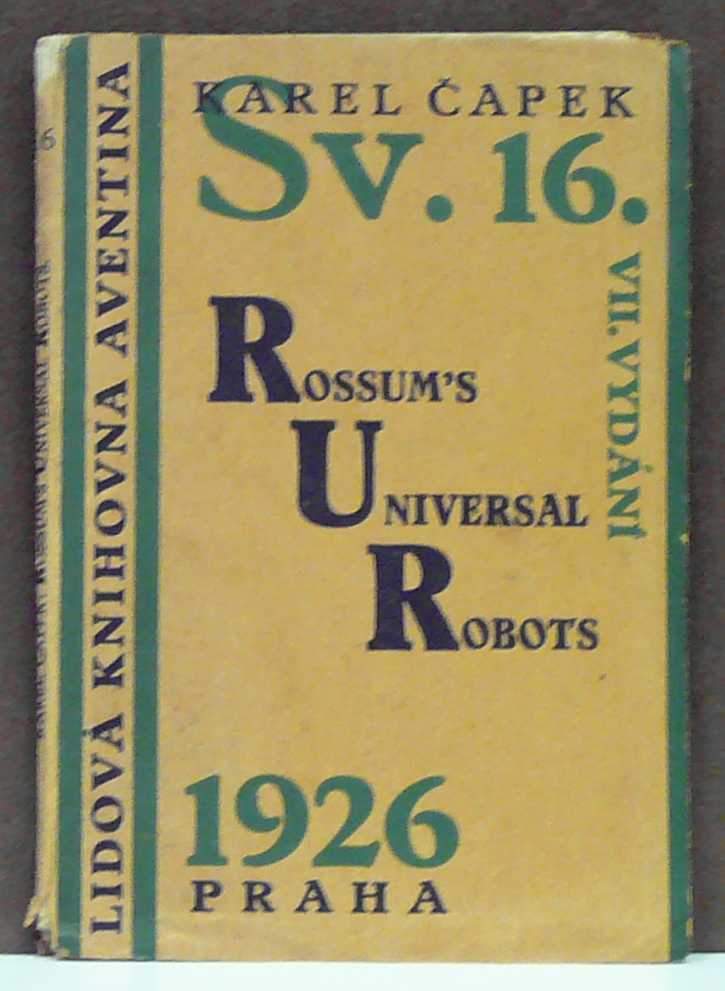 KAREL ČAPEK
Sv. 16.
VII. VYDÁNÍ
ROSSUM'S
UNIVERSAL
ROBOTS
1926
PRAHA
LIDOVÁ KNIHOVNA AVENTINA